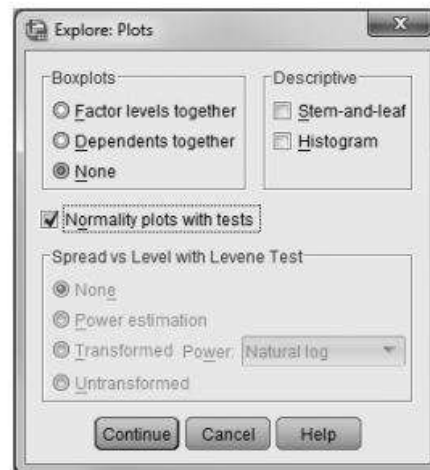 Explore: Plots
Boxplots
Factor levels together
Dependents together
None
Descriptive
Stem-and-leaf
Histogram
Normality plots with tests
Spread vs Level with Levene Test
None
Power estimation
Transformed Power: Natural log
Untransformed
Continue Cancel Help